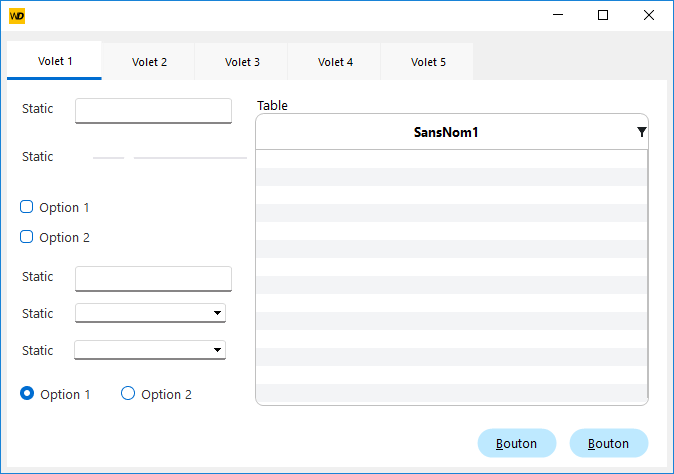 WD
Volet 1
Volet 2
Volet 3
Volet 4
Volet 5
Static
Static
Option 1
Option 2
Static
Static
Static
Option 1
Option 2
Table
SansNom1
Bouton
Bouton